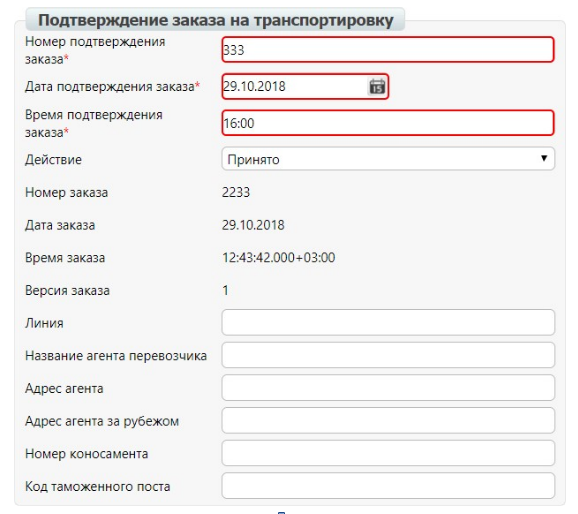 Подтверждение заказа на транспортировку
Номер подтверждения
заказа*
333
Дата подтверждения заказа*
29.10.2018
15
Время подтверждения
заказа*
16:00
Действие
Принято
Номер заказа
2233
Дата заказа
29.10.2018
Время заказа
12:43:42.000+03:00
Версия заказа
1
Линия
Название агента перевозчика
Адрес агента
Адрес агента за рубежом
Номер коносамента
Код таможенного поста